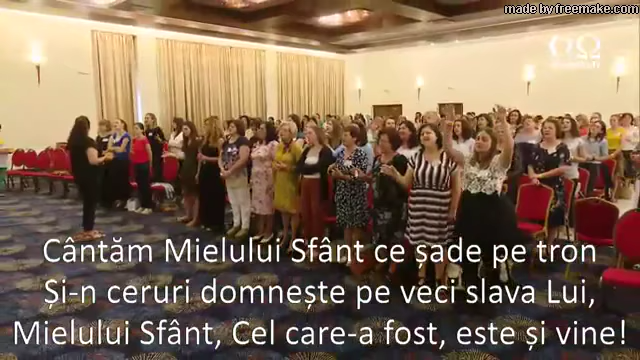 made by freemake.com
Cântăm Mielului Sfânt ce șade pe tron
Și-n ceruri domnește pe veci slava Lui,
Mielului Sfânt, Cel care-a fost, este și vine!